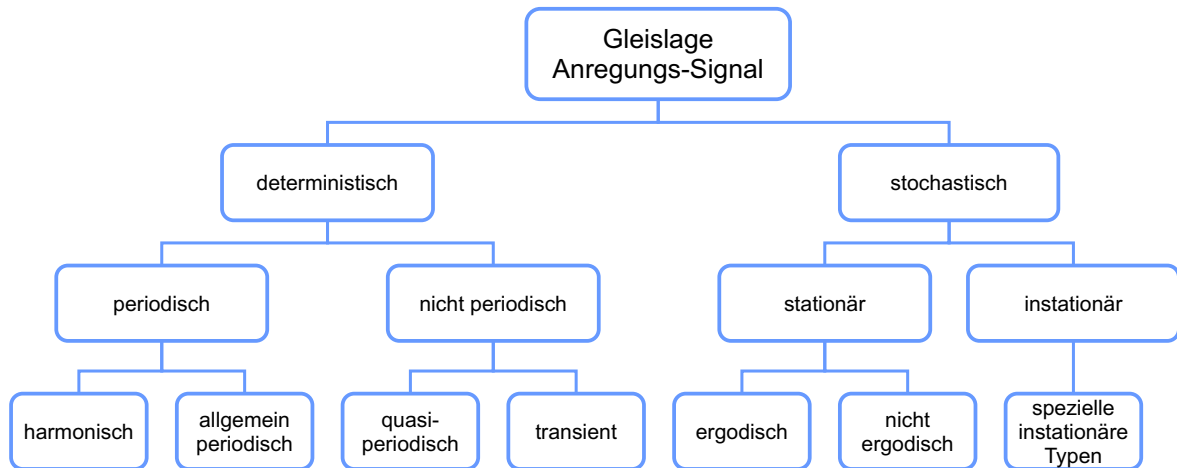 Gleislage
Anregungs-Signal
deterministisch
stochastisch
periodisch
nicht periodisch
stationär
instationär
harmonisch
allgemein
periodisch
quasi-
periodisch
transient
ergodisch
nicht
ergodisch
spezielle
instationäre
Typen